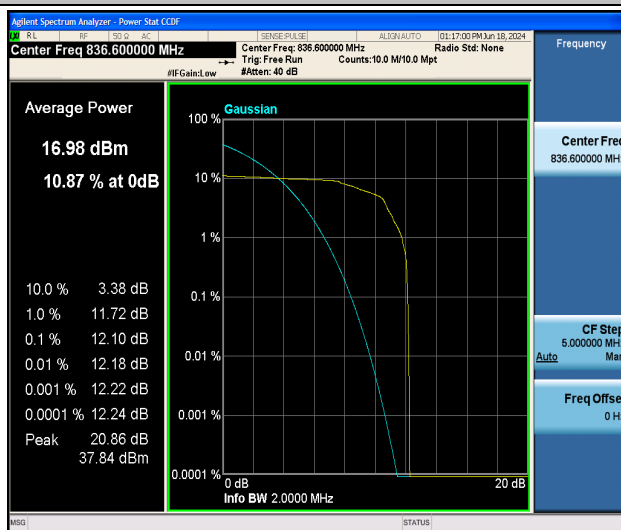 Agilent Spectrum Analyzer - Power Stat CCDF
LXI RL RF 50 Ω AC SENSE:PULSE ALIGN AUTO 01:17:00 PM Jun 18, 2024
Center Freq 836.600000 MHz
Center Freq: 836.600000 MHz Radio Std: None
Trig: Free Run Counts:10.0 M/10.0 Mpt
#IFGain:Low #Atten: 40 dB
Frequency
Average Power
16.98 dBm
10.87 % at 0dB
10.0 % 3.38 dB
1.0 % 11.72 dB
0.1 % 12.10 dB
0.01 % 12.18 dB
0.001 % 12.22 dB
0.0001 % 12.24 dB
Peak 20.86 dB
37.84 dBm
Gaussian
100 %
10 %
1 %
0.1 %
0.01 %
0.001 %
0.0001 %
0 dB 20 dB
Info BW 2.0000 MHz
Center Freq
836.600000 MHz
CF Step
5.000000 MHz
Auto Man
Freq Offse
0 H
MSG STATUS